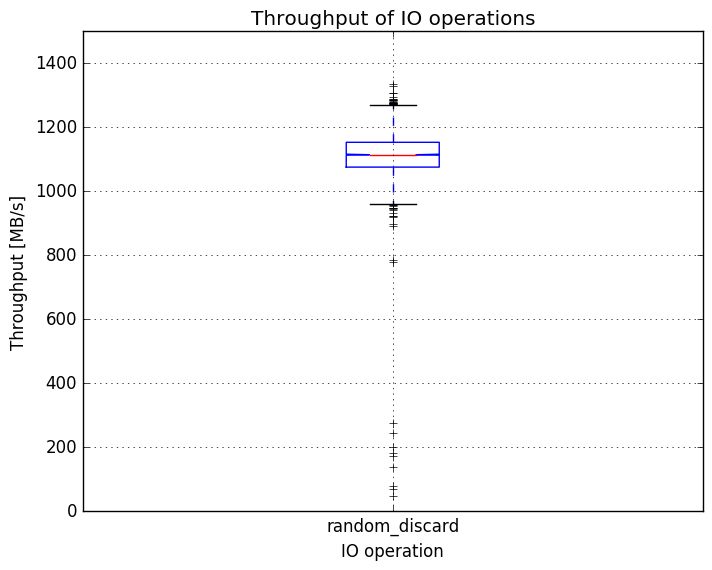 Throughput of IO operations
Throughput [MB/s]
1400
1200
1000
800
600
400
200
0
random_discard
IO operation